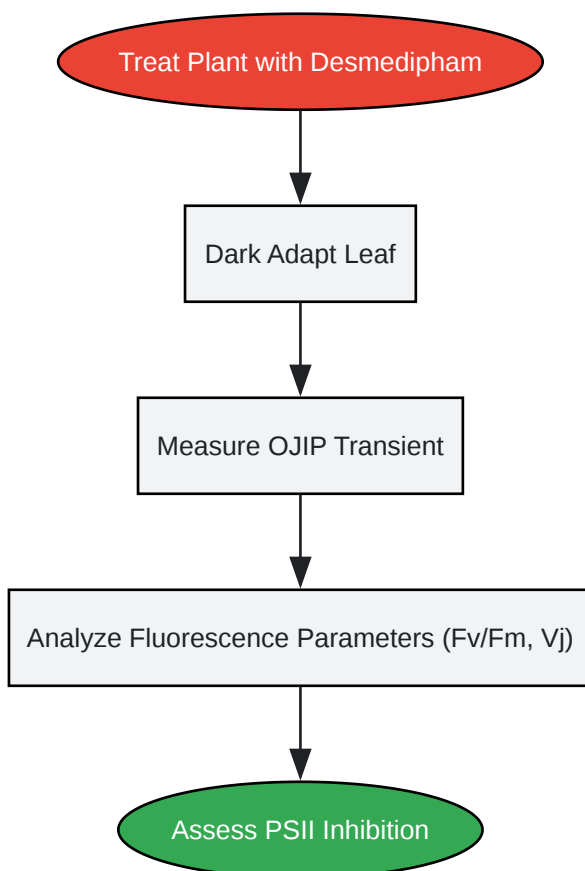 Treat Plant with Desmedipham
Dark Adapt Leaf
Measure OJIP Transient
Analyze Fluorescence Parameters (Fv/Fm, Vj)
Assess PSII Inhibition